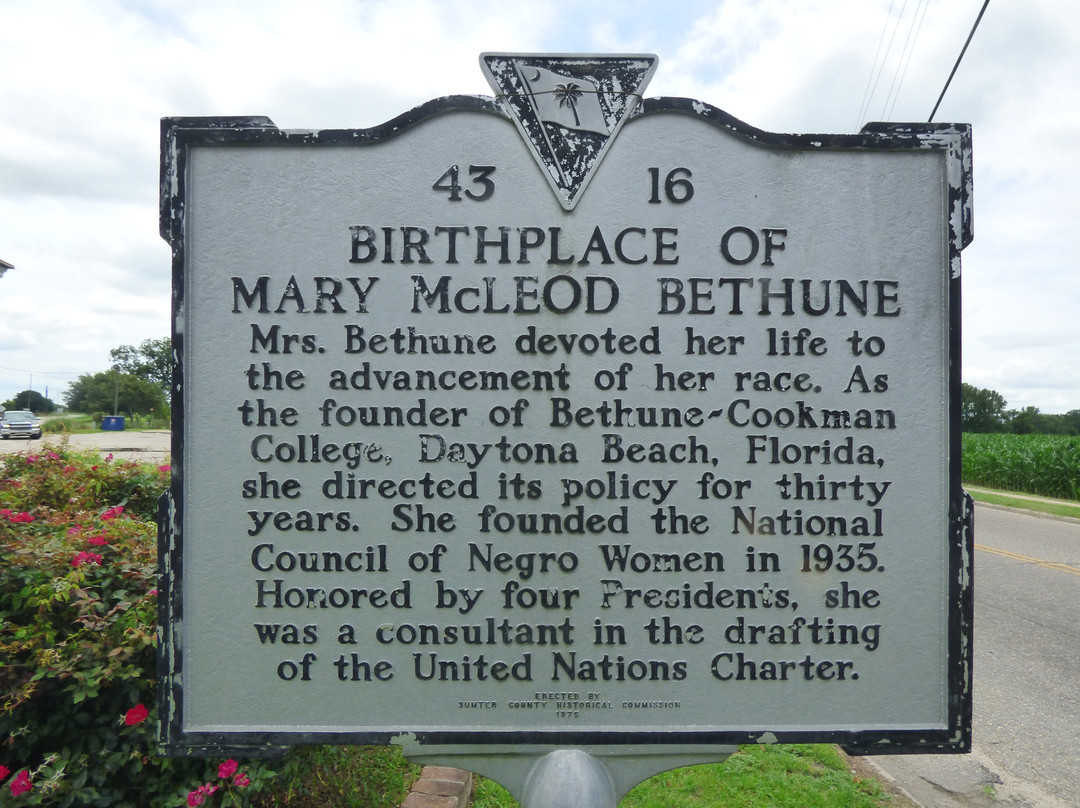 43 16
BIRTHPLACE OF
MARY McLEOD BETHUNE
Mrs. Bethune devoted her life to
the advancement of her race. As
the founder of Bethune-Cookman
College, Daytona Beach, Florida,
she directed its policy for thirty
years. She founded the National
Council of Negro Women in 1935.
Honored by four Presidents, she
was a consultant in the drafting
of the United Nations Charter.
ERECTED BY
SUMTER COUNTY HISTORICAL COMMISSION
1975